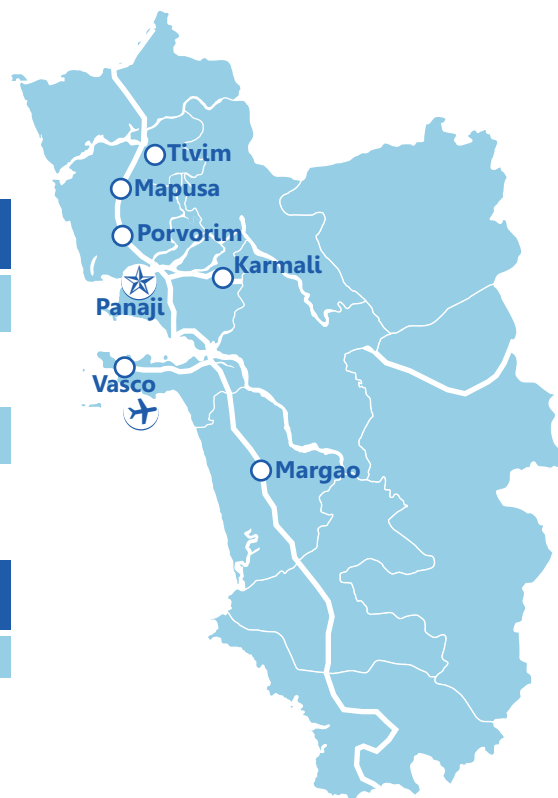 Tivim
Mapusa
Porvorim
Karmali
Panaji
Vasco
Margao